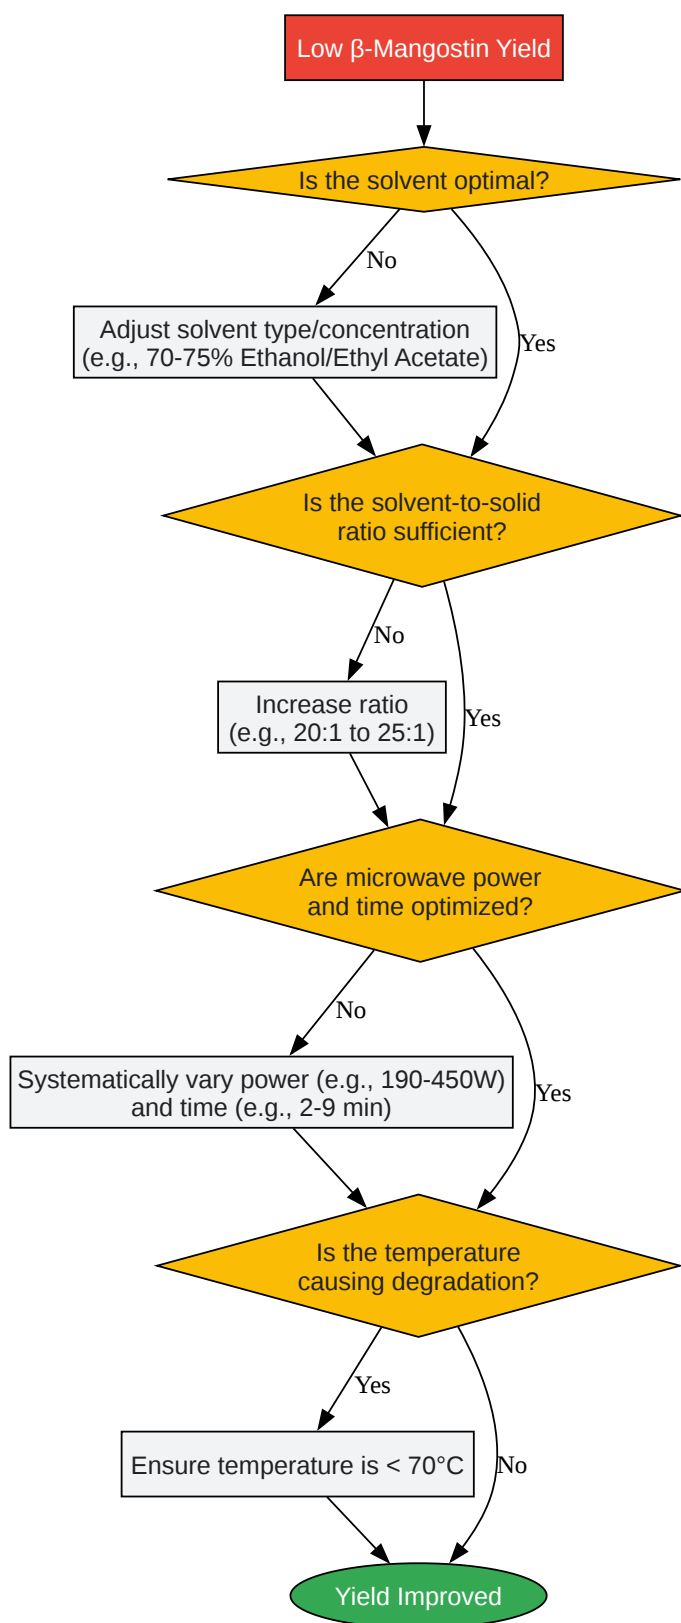 Low β-Mangostin Yield
Is the solvent optimal?
No
Adjust solvent type/concentration
(e.g., 70-75% Ethanol/Ethyl Acetate)
Yes
Is the solvent-to-solid
ratio sufficient?
No
Increase ratio
(e.g., 20:1 to 25:1)
Yes
Are microwave power
and time optimized?
No
Systematically vary power (e.g., 190-450W)
and time (e.g., 2-9 min)
Yes
Is the temperature
causing degradation?
Yes
Ensure temperature is < 70°C
No
Yield Improved